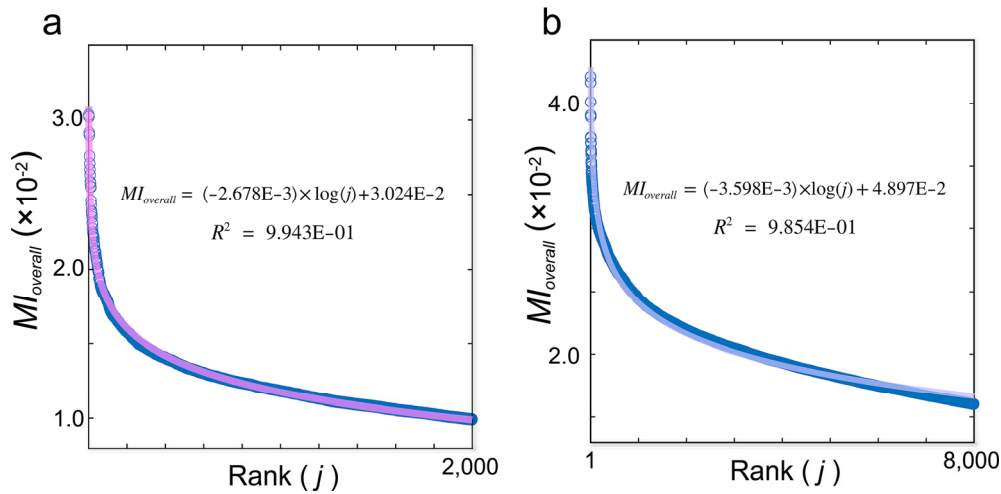 a
MI_overall (×10⁻²)
3.0
2.0
1.0
MI_overall = (−2.678E−3)×log(j)+3.024E−2
R² = 9.943E−01
Rank ( j )
2,000
b
MI_overall (×10⁻²)
4.0
2.0
MI_overall = (−3.598E−3)×log(j) + 4.897E−2
R² = 9.854E−01
1
Rank ( j )
8,000